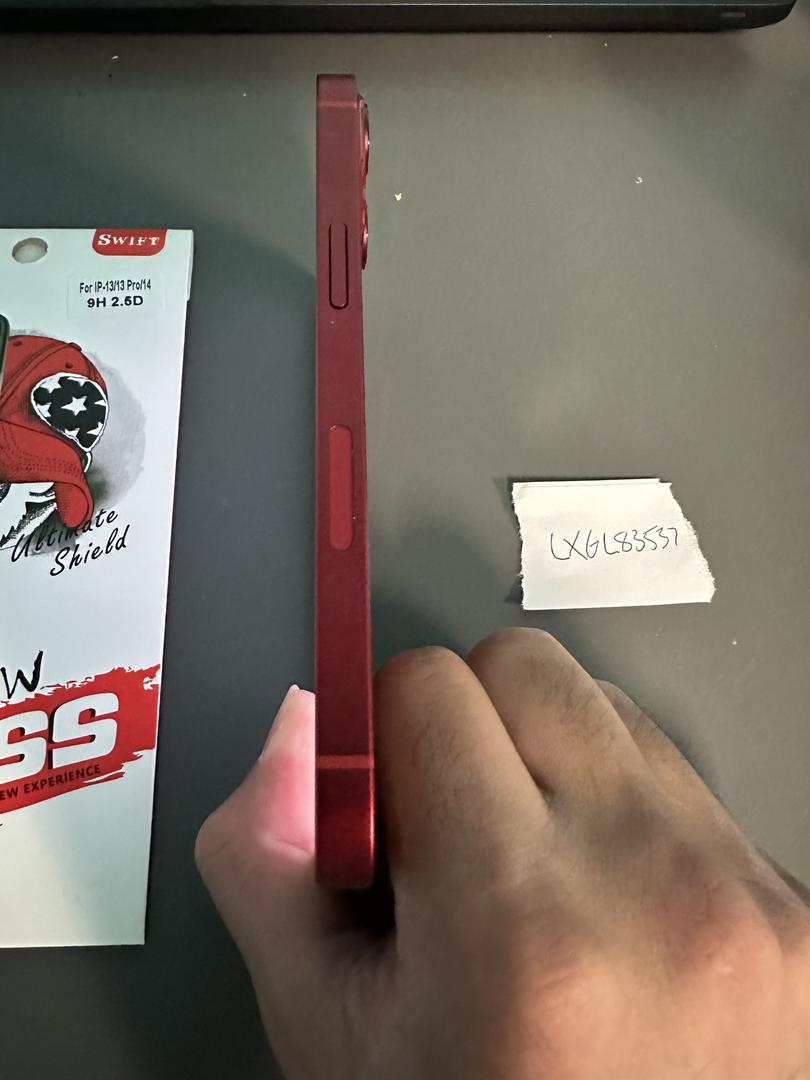 SWIFT
For IP-13/13 Pro/14
9H 2.5D
Ultimate
Shield
W
SS
EW EXPERIENCE
LXGL83537